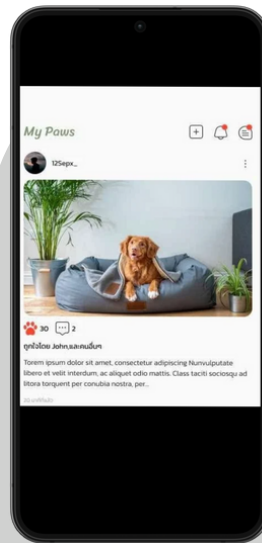 My Paws
12Sepx_
30 2
ถูกใจโดย John,และคนอื่นๆ
Torem ipsum dolor sit amet, consectetur adipiscing Nunvulputate
libero et velit interdum, ac aliquet odio mattis. Class taciti sociosqu ad
litora torquent per conubia nostra, per...